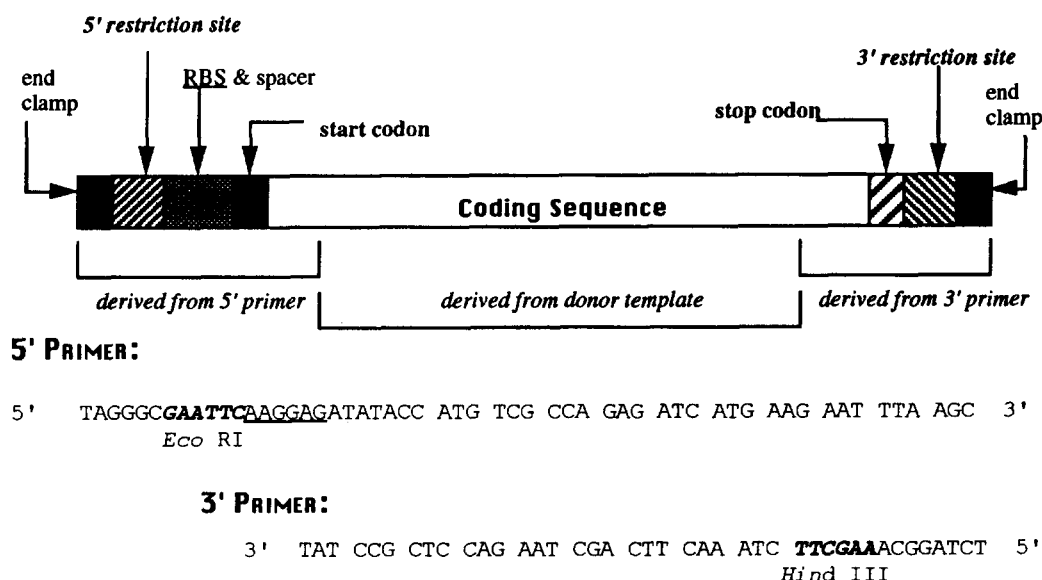 5' restriction site
3' restriction site
end clamp
RBS & spacer
start codon
stop codon
end clamp
Coding Sequence
derived from 5' primer
derived from donor template
derived from 3' primer
5' PRIMER:
5' TAGGGCGAATTCAAGGAGATATACC ATG TCG CCA GAG ATC ATG AAG AAT TTA AGC 3'
Eco RI
3' PRIMER:
3' TAT CCG CTC CAG AAT CGA CTT CAA ATC TTCGAAACGGATCT 5'
Hind III